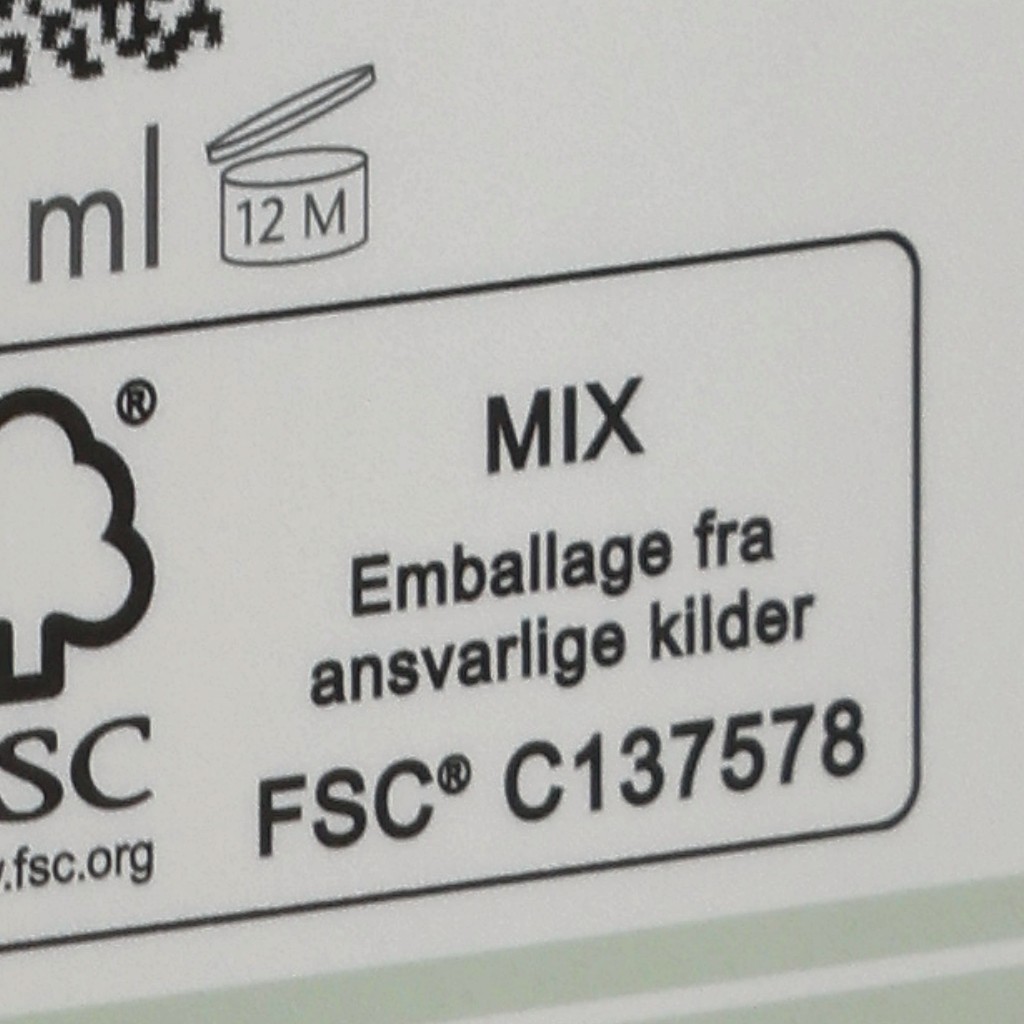 ml
12 M
®
MIX
Emballage fra
ansvarlige kilder
FSC® C137578
SC
.fsc.org